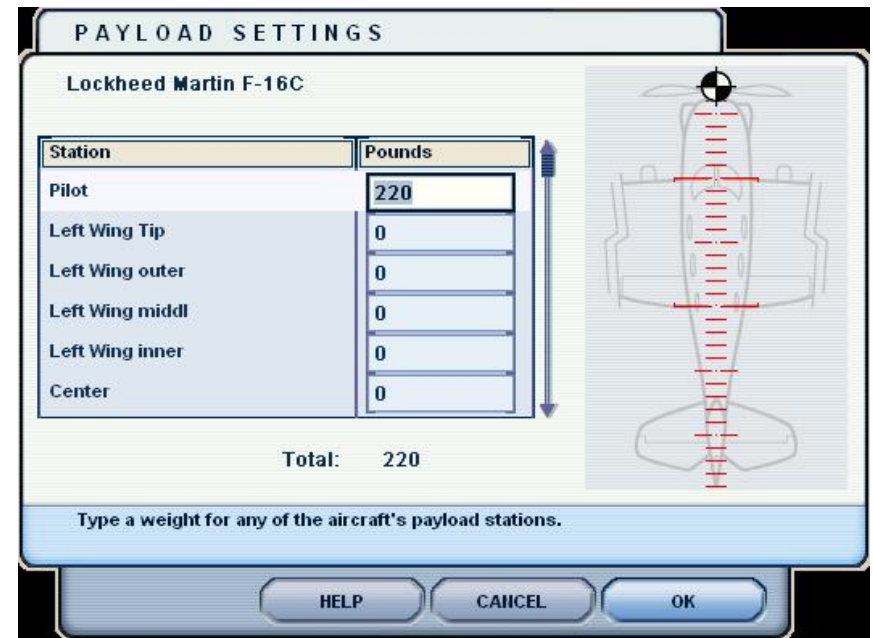 PAYLOAD SETTINGS
Lockheed Martin F-16C
Station Pounds
Pilot 220
Left Wing Tip 0
Left Wing outer 0
Left Wing middl 0
Left Wing inner 0
Center 0
Total: 220
Type a weight for any of the aircraft's payload stations.
HELP CANCEL OK